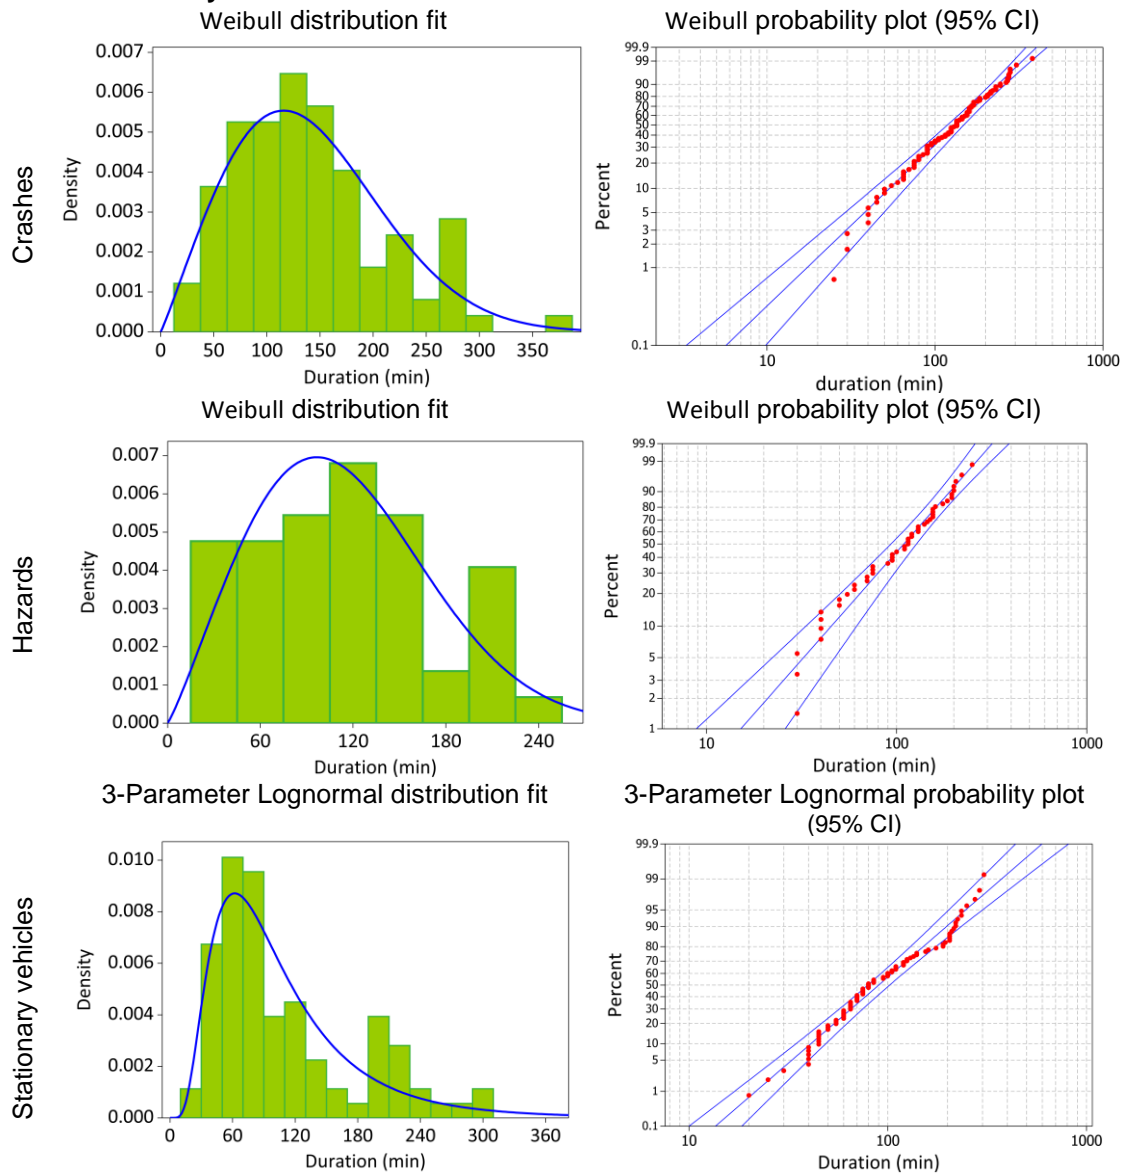 Weibull distribution fit
Weibull probability plot (95% CI)
Crashes
Density
0.007
0.006
0.005
0.004
0.003
0.002
0.001
0.000
0 50 100 150 200 250 300 350
Duration (min)
Percent
99.9
99
90
80
70
60
50
40
30
20
10
5
3
2
1
0.1
10 100 1000
duration (min)
Weibull distribution fit
Weibull probability plot (95% CI)
Hazards
Density
0.007
0.006
0.005
0.004
0.003
0.002
0.001
0.000
0 60 120 180 240
Duration (min)
Percent
99.9
99
90
80
70
60
50
40
30
20
10
5
3
2
1
10 100 1000
Duration (min)
3-Parameter Lognormal distribution fit
3-Parameter Lognormal probability plot
(95% CI)
Stationary vehicles
Density
0.010
0.008
0.006
0.004
0.002
0.000
0 60 120 180 240 300 360
Duration (min)
Percent
99.9
99
95
90
80
70
60
50
40
30
20
10
5
1
0.1
10 100 1000
Duration (min)